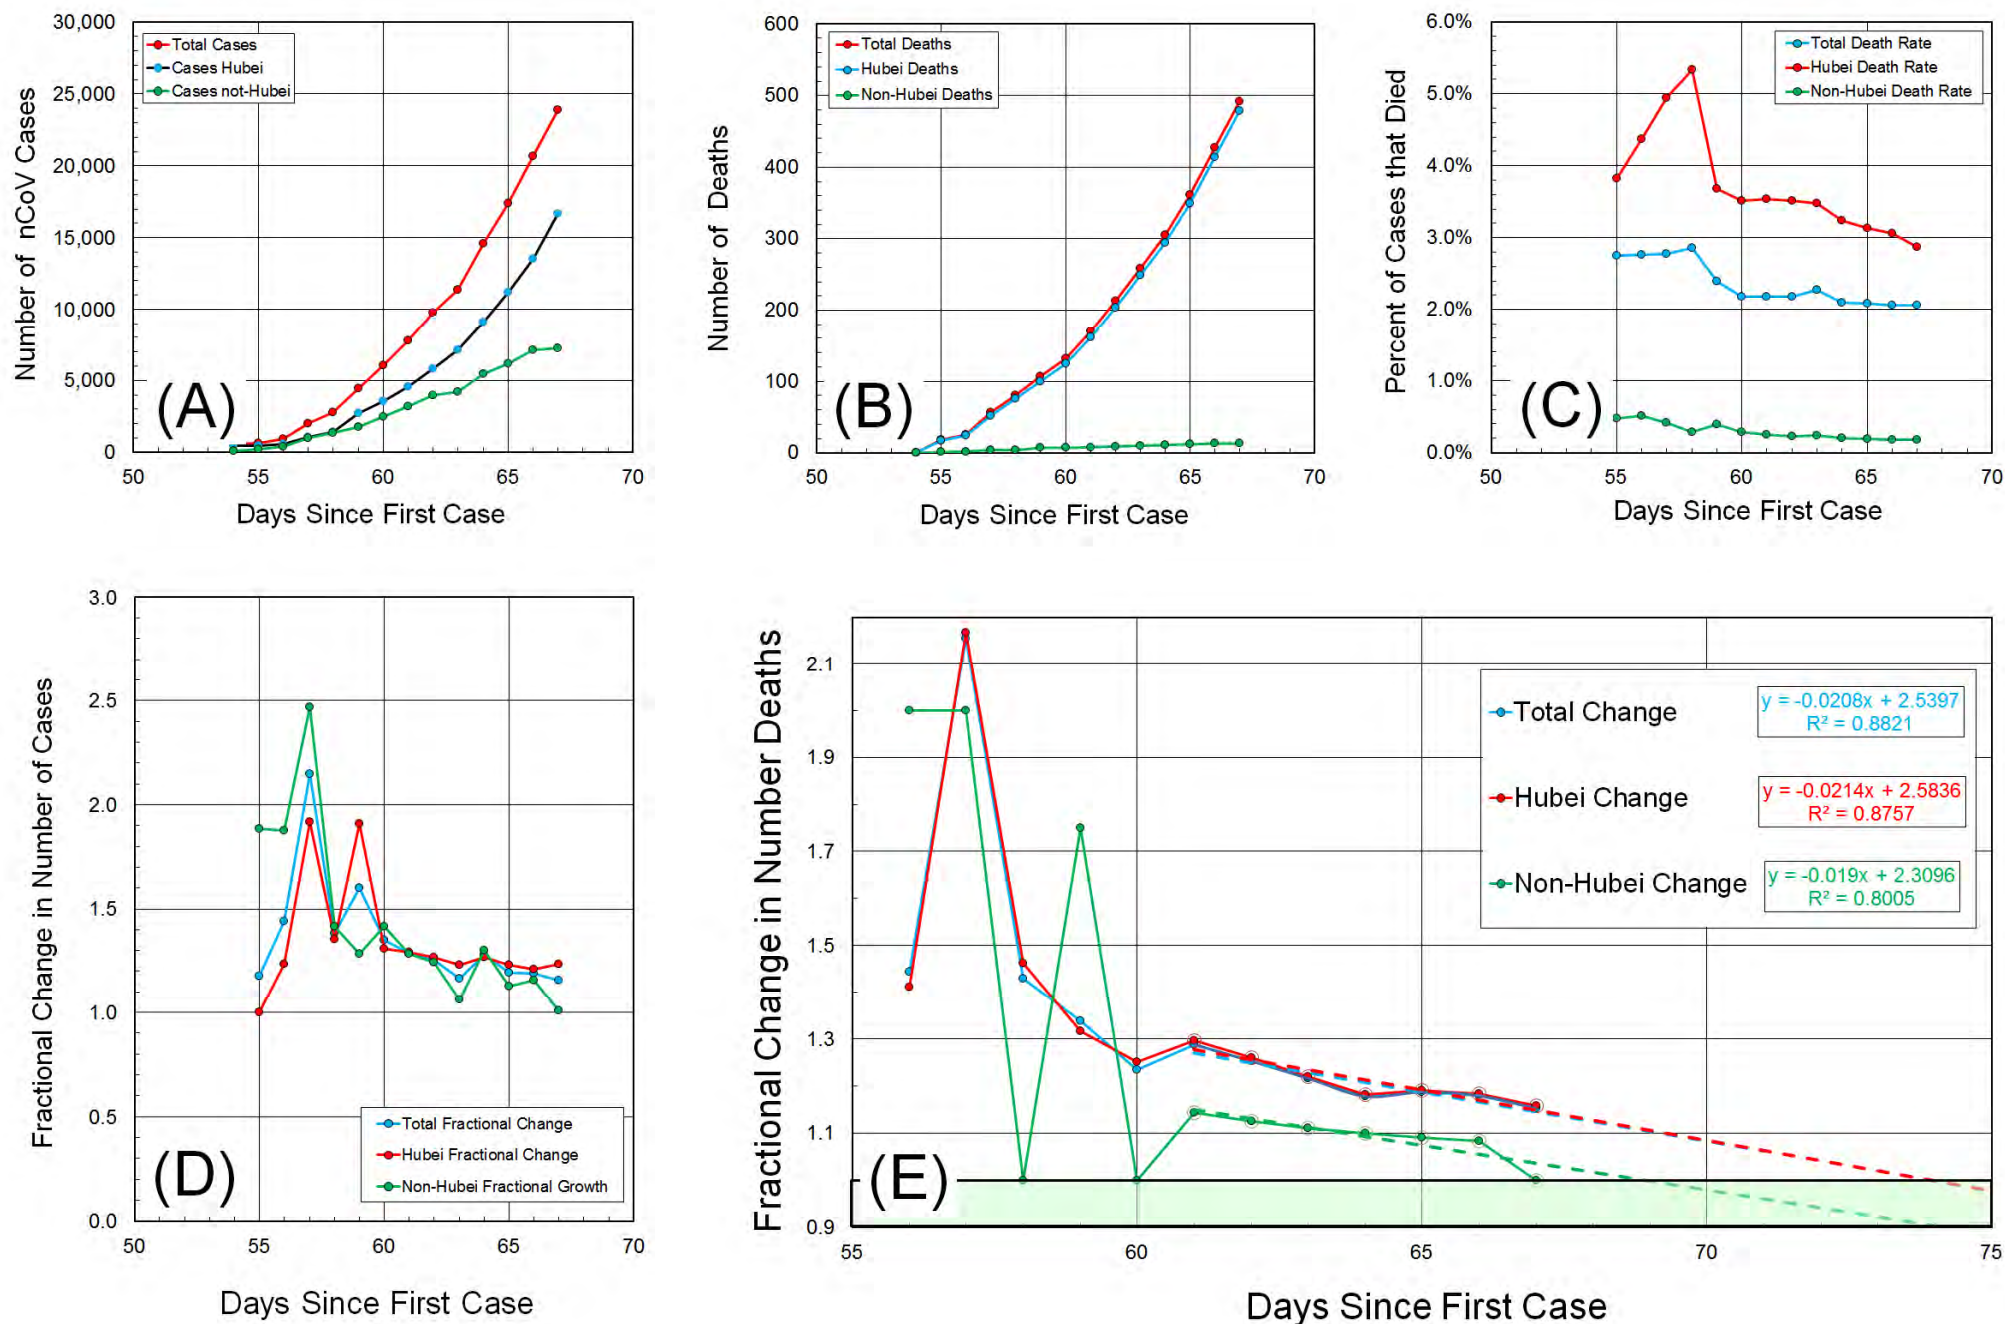 30,000
25,000
20,000
15,000
10,000
5,000
0
Number of nCoV Cases
Total Cases
Cases Hubei
Cases not-Hubei
(A)
50 55 60 65 70
Days Since First Case
600
500
400
300
200
100
0
Number of Deaths
Total Deaths
Hubei Deaths
Non-Hubei Deaths
(B)
50 55 60 65 70
Days Since First Case
6.0%
5.0%
4.0%
3.0%
2.0%
1.0%
0.0%
Percent of Cases that Died
Total Death Rate
Hubei Death Rate
Non-Hubei Death Rate
(C)
50 55 60 65 70
Days Since First Case
3.0
2.5
2.0
1.5
1.0
0.5
0.0
Fractional Change in Number of Cases
Total Fractional Change
Hubei Fractional Change
Non-Hubei Fractional Growth
(D)
50 55 60 65 70
Days Since First Case
2.1
1.9
1.7
1.5
1.3
1.1
0.9
Fractional Change in Number Deaths
Total Change
y = -0.0208x + 2.5397
R² = 0.8821
Hubei Change
y = -0.0214x + 2.5836
R² = 0.8757
Non-Hubei Change
y = -0.019x + 2.3096
R² = 0.8005
(E)
55 60 65 70 75
Days Since First Case